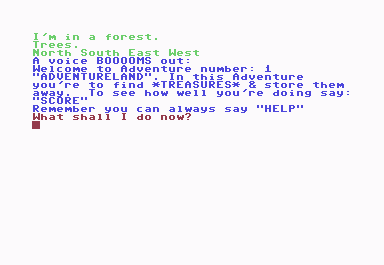 I'm in a forest.
Trees.
North South East West
A voice BOOOOMS out:
Welcome to Adventure number: 1
"ADVENTURELAND". In this Adventure
you're to find *TREASURES* & store them
away.  To see how well you're doing say:
"SCORE"
Remember you can always say "HELP"
What shall I do now?